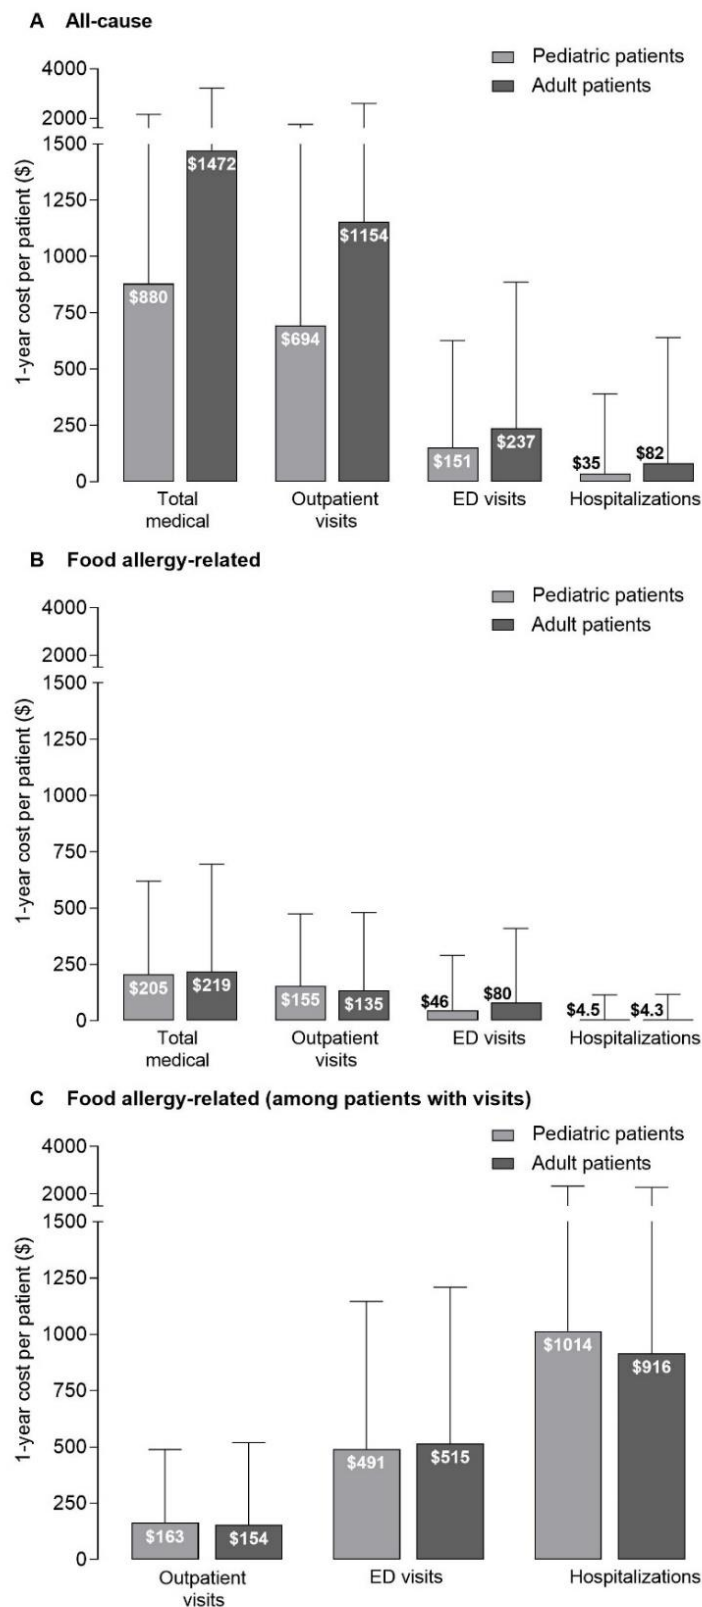 A All-cause
Pediatric patients
Adult patients
1-year cost per patient ($)
4000
2000
1500
1250
1000
750
500
250
0
$880
$1472
$694
$1154
$151
$237
$35
$82
Total
medical
Outpatient
visits
ED visits
Hospitalizations
B Food allergy-related
Pediatric patients
Adult patients
1-year cost per patient ($)
4000
2000
1500
1250
1000
750
500
250
0
$205
$219
$155
$135
$46
$80
$4.5
$4.3
Total
medical
Outpatient
visits
ED visits
Hospitalizations
C Food allergy-related (among patients with visits)
Pediatric patients
Adult patients
1-year cost per patient ($)
4000
2000
1500
1250
1000
750
500
250
0
$163
$154
$491
$515
$1014
$916
Outpatient
visits
ED visits
Hospitalizations